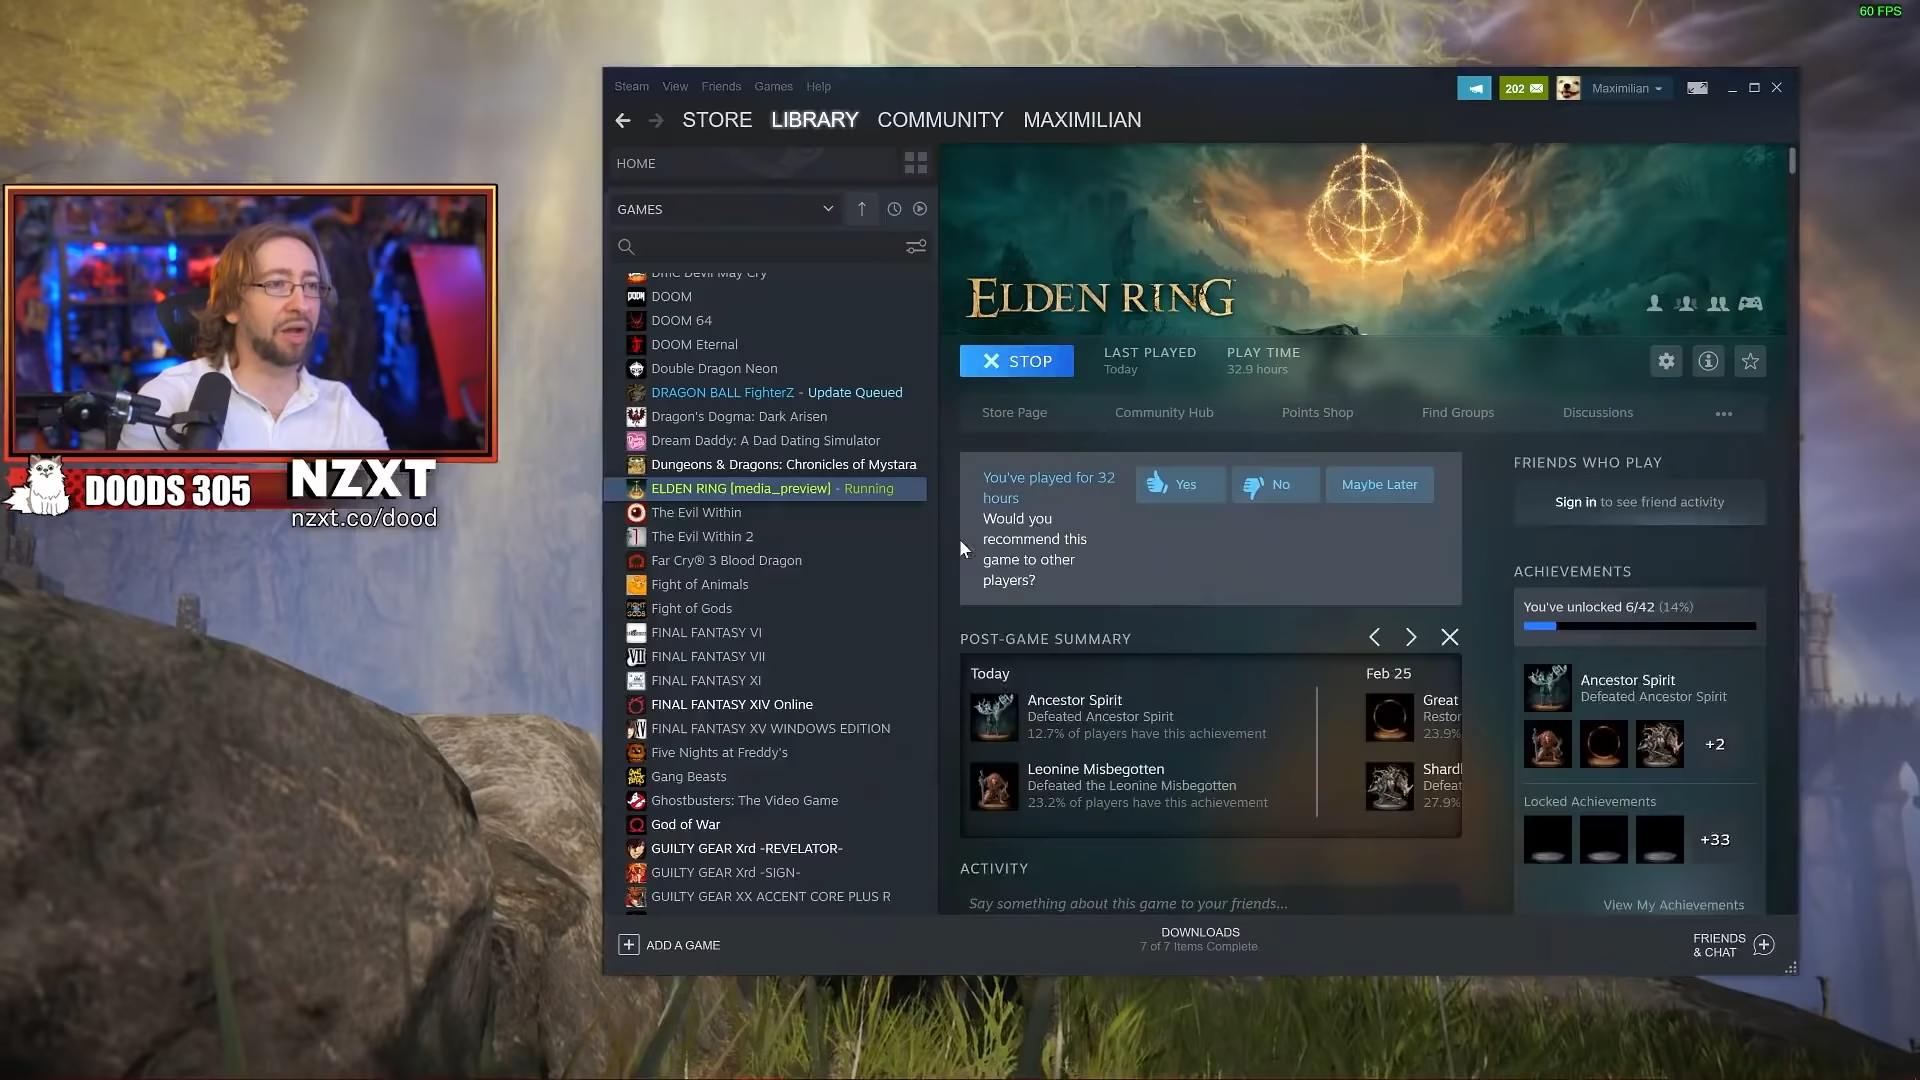 60 FPS
Steam View Friends Games Help
202
Maximilian
STORE LIBRARY COMMUNITY MAXIMILIAN
HOME
GAMES
DmC Devil May Cry
DOOM
DOOM 64
DOOM Eternal
Double Dragon Neon
DRAGON BALL FighterZ - Update Queued
Dragon's Dogma: Dark Arisen
Dream Daddy: A Dad Dating Simulator
Dungeons & Dragons: Chronicles of Mystara
ELDEN RING [media_preview] - Running
The Evil Within
The Evil Within 2
Far Cry® 3 Blood Dragon
Fight of Animals
Fight of Gods
FINAL FANTASY VI
FINAL FANTASY VII
FINAL FANTASY XI
FINAL FANTASY XIV Online
FINAL FANTASY XV WINDOWS EDITION
Five Nights at Freddy's
Gang Beasts
Ghostbusters: The Video Game
God of War
GUILTY GEAR Xrd -REVELATOR-
GUILTY GEAR Xrd -SIGN-
GUILTY GEAR XX ACCENT CORE PLUS R
ADD A GAME
ELDEN RING
STOP
LAST PLAYED
Today
PLAY TIME
32.9 hours
Store Page Community Hub Points Shop Find Groups Discussions
You've played for 32
hours
Would you
recommend this
game to other
players?
Yes
No
Maybe Later
POST-GAME SUMMARY
Today
Ancestor Spirit
Defeated Ancestor Spirit
12.7% of players have this achievement
Leonine Misbegotten
Defeated the Leonine Misbegotten
23.2% of players have this achievement
Feb 25
Great
Restor
23.9%
Shard
Defeat
27.9%
ACTIVITY
Say something about this game to your friends...
FRIENDS WHO PLAY
Sign in to see friend activity
ACHIEVEMENTS
You've unlocked 6/42 (14%)
Ancestor Spirit
Defeated Ancestor Spirit
+2
Locked Achievements
+33
View My Achievements
DOWNLOADS
7 of 7 Items Complete
FRIENDS
& CHAT
DOODS 305
NZXT
nzxt.co/dood